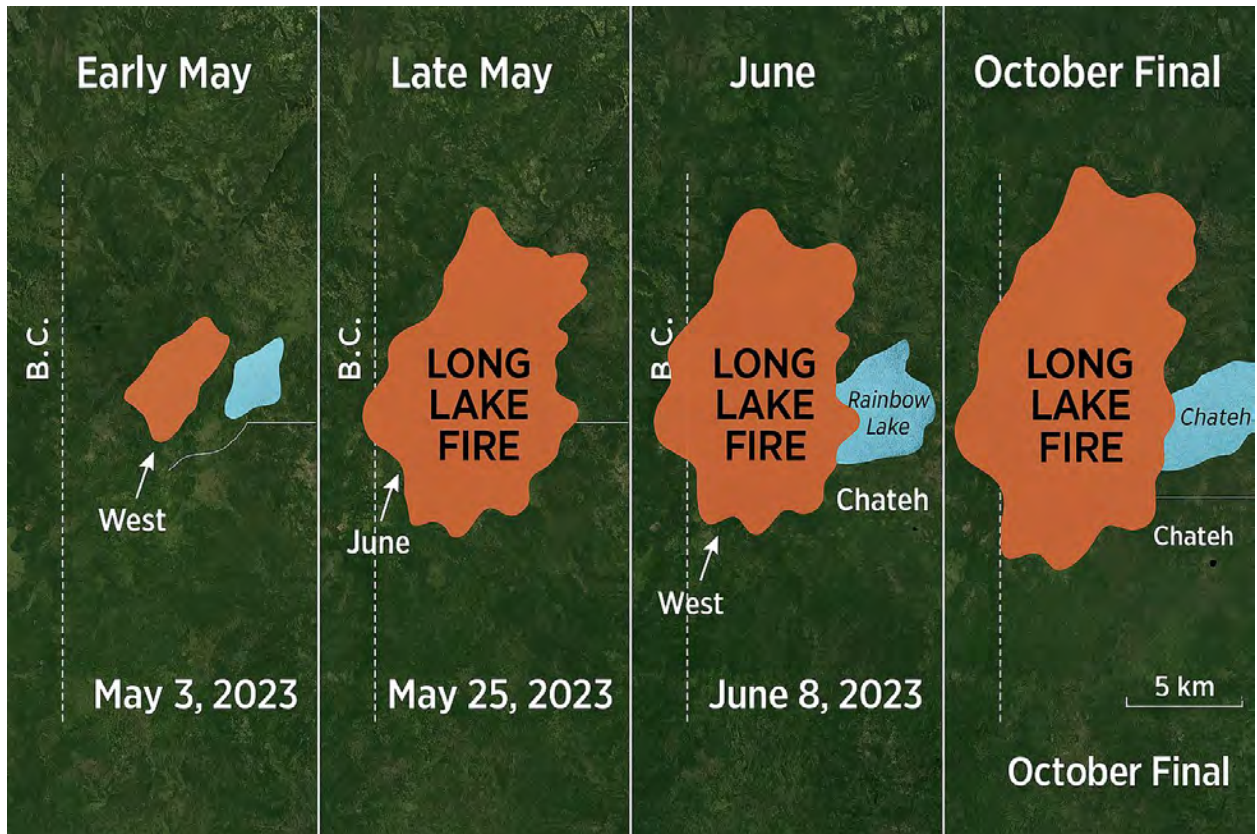 Early May
B.C.
West
May 3, 2023
Late May
B.C.
LONG
LAKE
FIRE
June
May 25, 2023
June
B.C.
LONG
LAKE
FIRE
Rainbow
Lake
Chateh
West
June 8, 2023
October Final
LONG
LAKE
FIRE
Chateh
Chateh
5 km
October Final